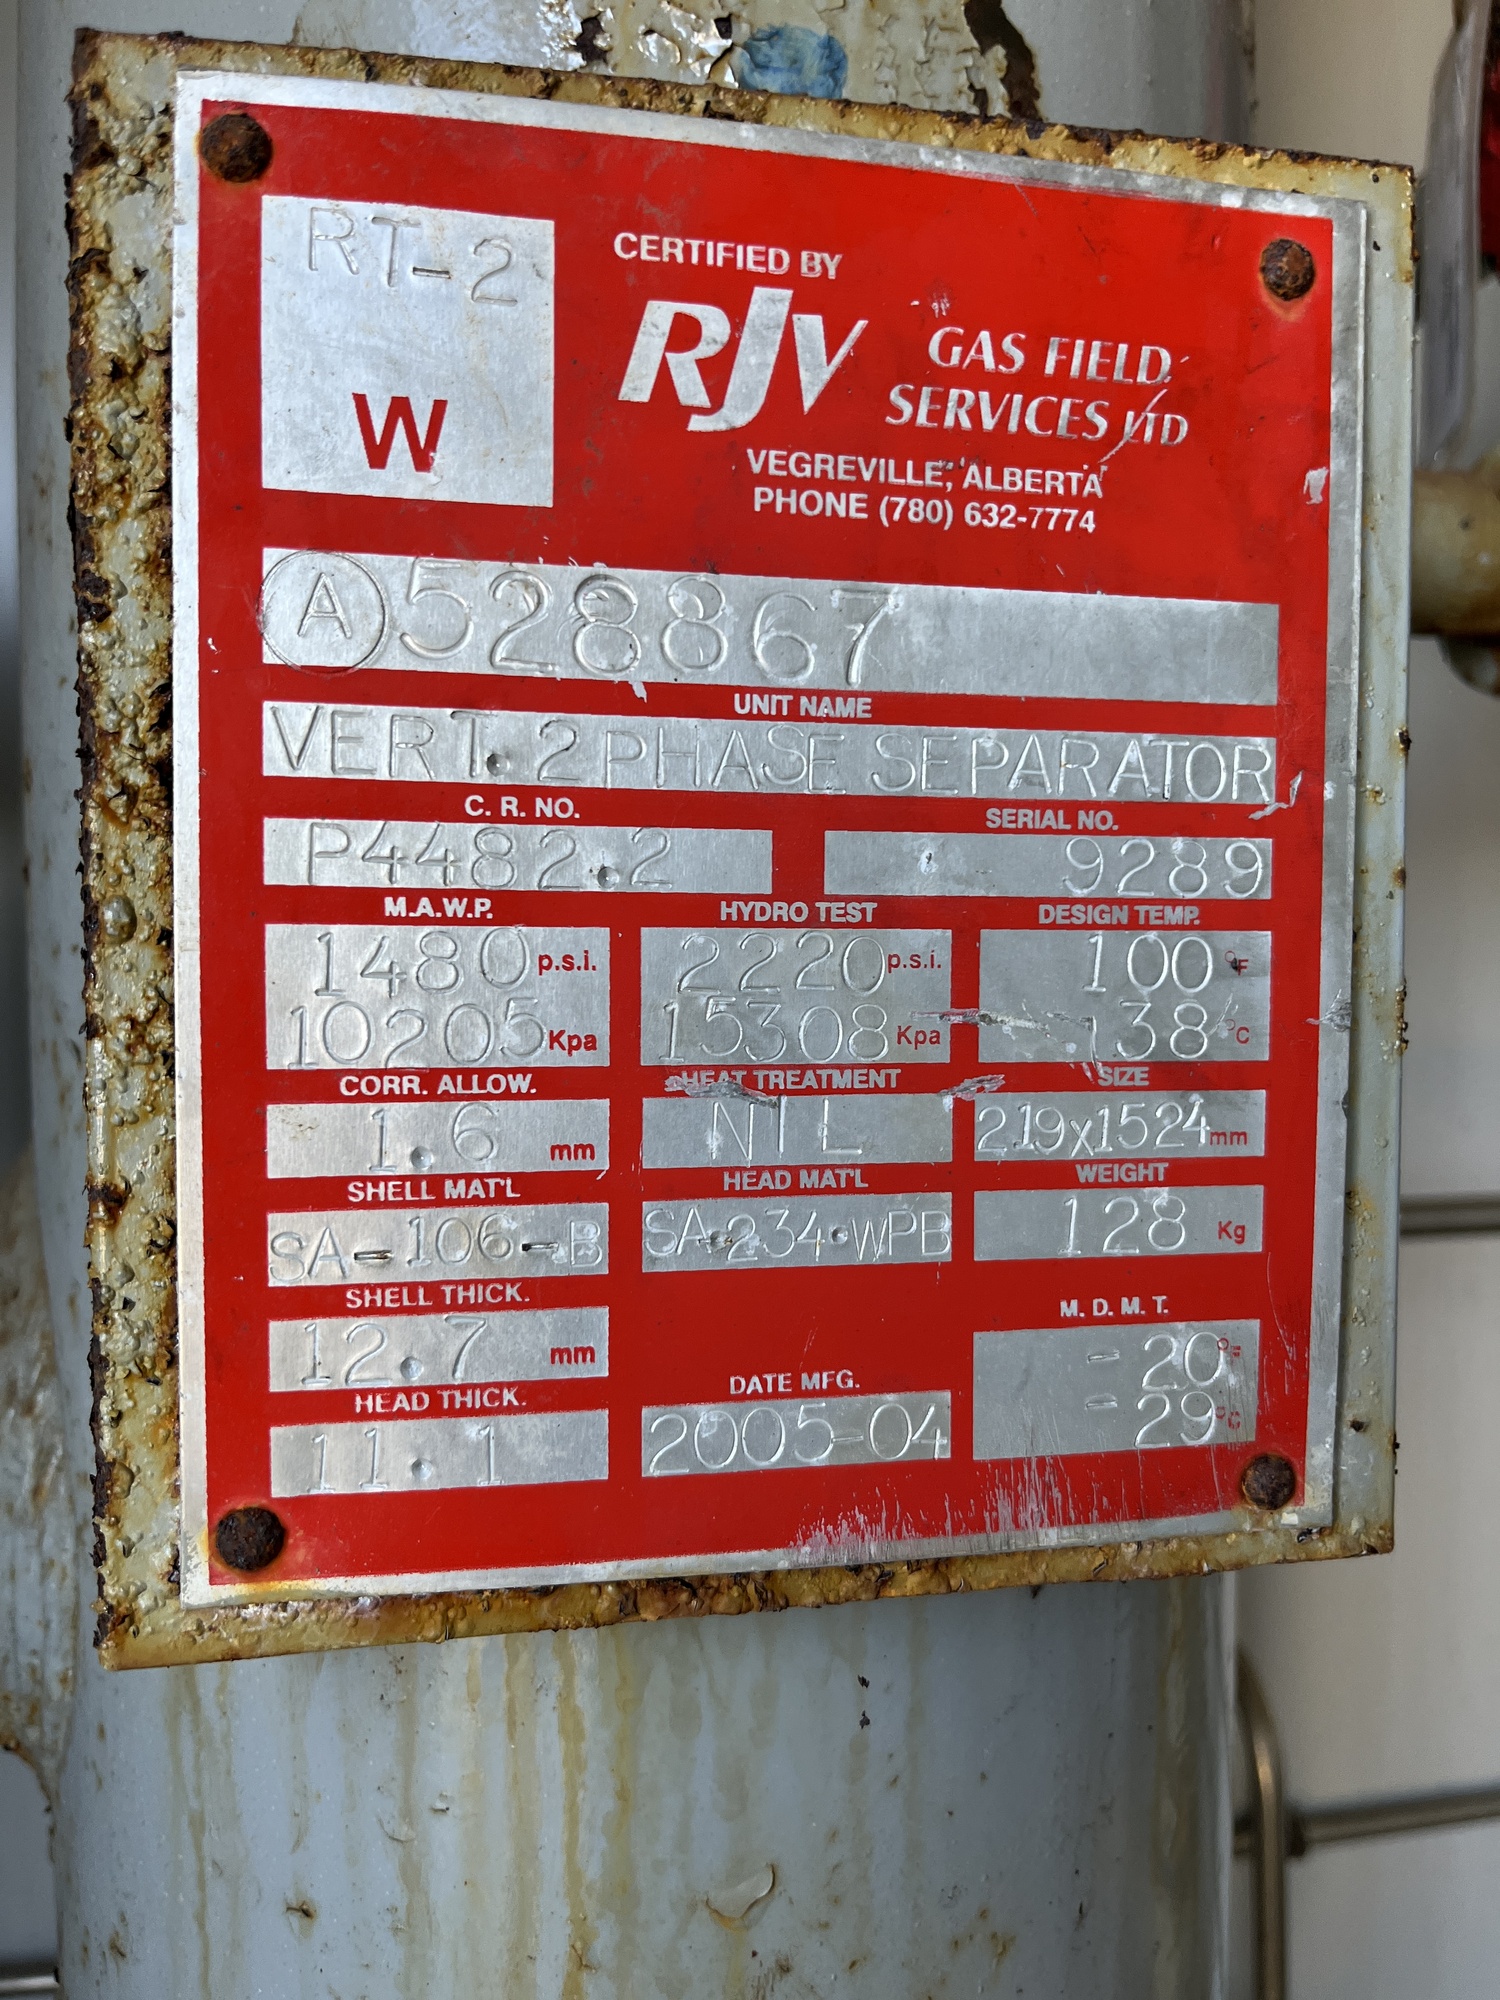 RT-2
W
CERTIFIED BY
RJV GAS FIELD
SERVICES LTD
VEGREVILLE, ALBERTA
PHONE (780) 632-7774
A 528867
UNIT NAME
VERT. 2 PHASE SEPARATOR
C. R. NO. SERIAL NO.
P4482.2 9289
M.A.W.P. HYDRO TEST DESIGN TEMP.
1480 p.s.i. 2220 p.s.i. 100 °F
10205 Kpa 15308 Kpa 38 °C
CORR. ALLOW. HEAT TREATMENT SIZE
1.6 mm NIL 219x1524 mm
SHELL MAT'L HEAD MAT'L WEIGHT
SA-106-B SA-234-WPB 128 Kg
SHELL THICK. M. D. M. T.
12.7 mm -20 °F
HEAD THICK. DATE MFG. -29 °C
11.1 2005-04